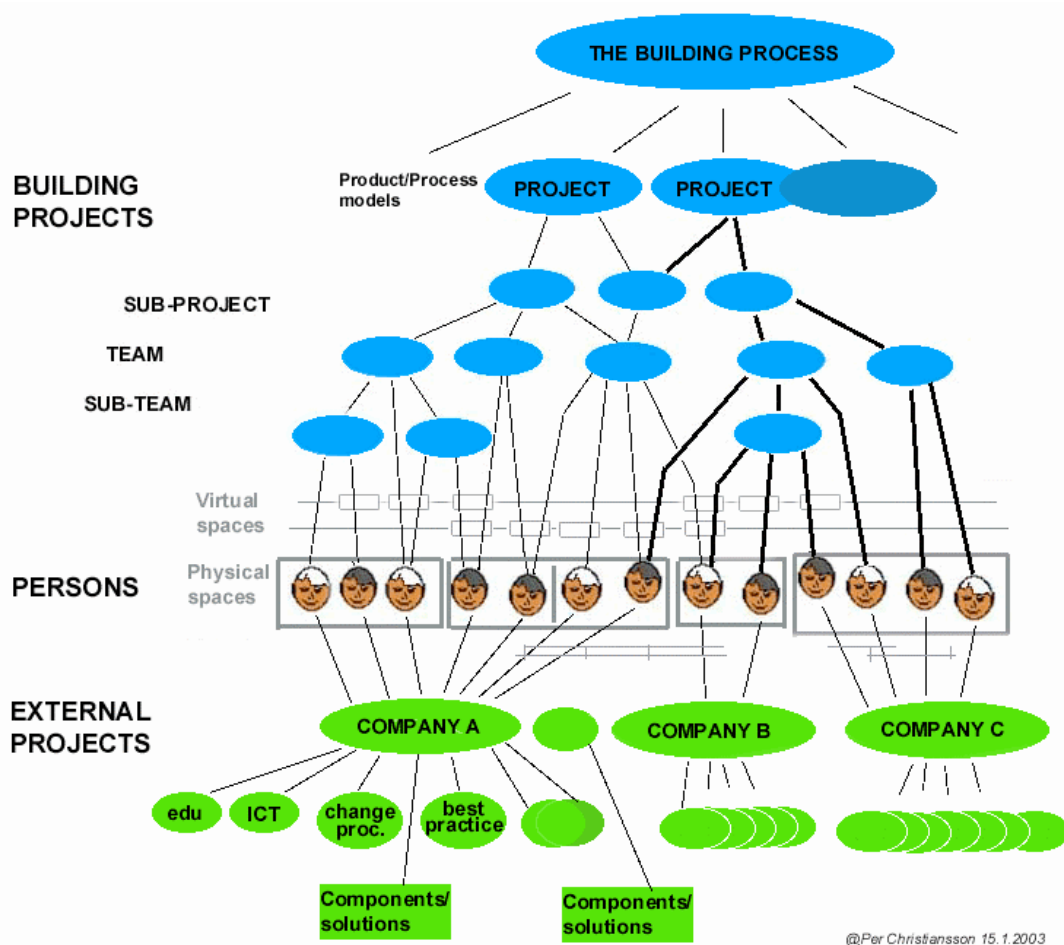 THE BUILDING PROCESS
BUILDING
PROJECTS
Product/Process
models
PROJECT
PROJECT
SUB-PROJECT
TEAM
SUB-TEAM
Virtual
spaces
PERSONS
Physical
spaces
EXTERNAL
PROJECTS
COMPANY A
COMPANY B
COMPANY C
edu
ICT
change
proc.
best
practice
Components/
solutions
Components/
solutions
@Per Christiansson 15.1.2003